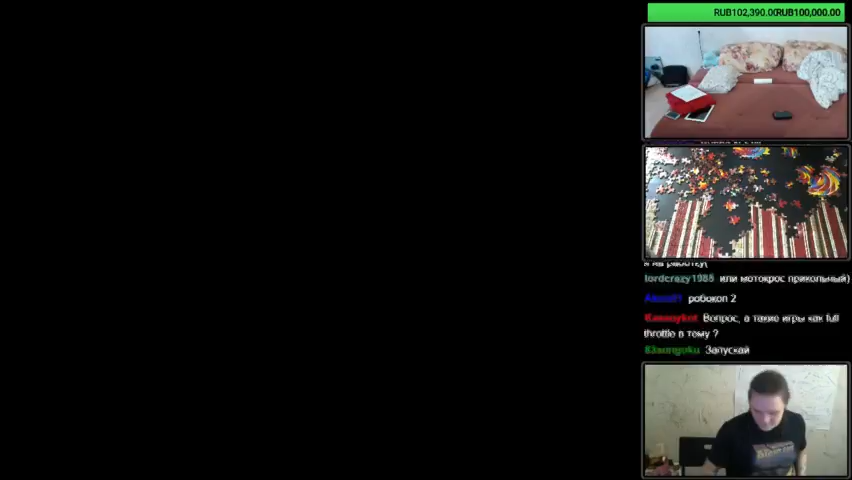 RUB102,390.00RUB100,000.00
lordcrazy1985 или мотокрос прикольный)
робокоп 2
Вопрос, а такие игры как full
throttle в тему ?
Запускай